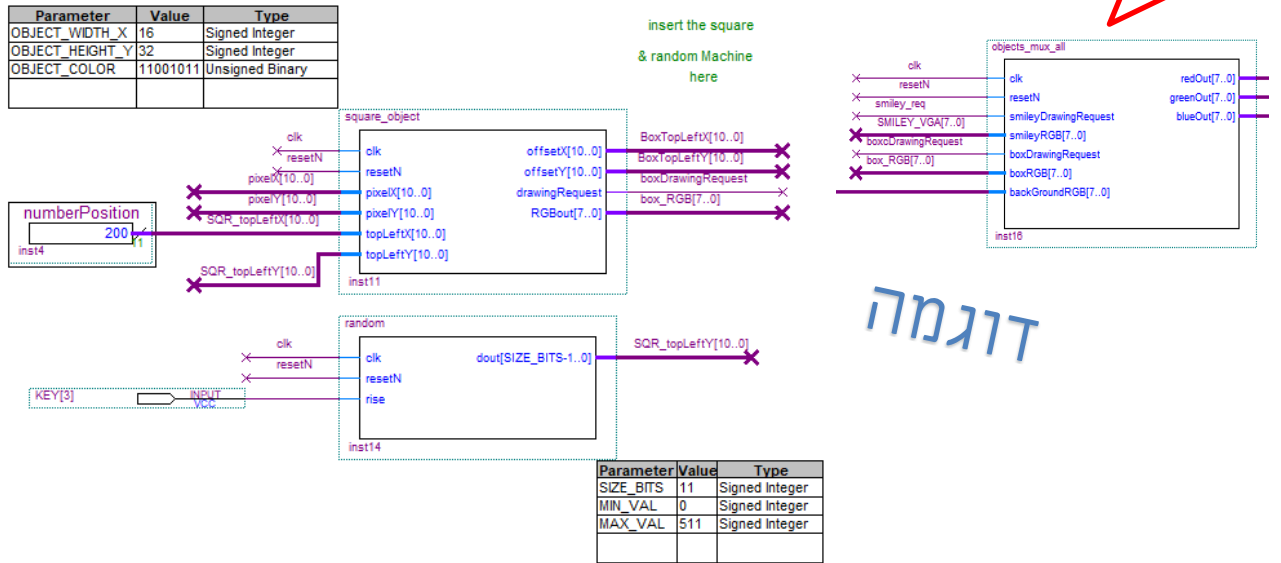 Parameter Value Type
OBJECT_WIDTH_X 16 Signed Integer
OBJECT_HEIGHT_Y 32 Signed Integer
OBJECT_COLOR 11001011 Unsigned Binary
insert the square
& random Machine
here
square_object
clk
resetN
pixelX[10..0]
pixelY[10..0]
SQR_topLeftX[10..0]
SQR_topLeftY[10..0]
clk
resetN
pixelX[10..0]
pixelY[10..0]
topLeftX[10..0]
topLeftY[10..0]
offsetX[10..0]
offsetY[10..0]
drawingRequest
RGBout[7..0]
BoxTopLeftX[10..0]
BoxTopLeftY[10..0]
boxDrawingRequest
box_RGB[7..0]
inst11
numberPosition
200
11
inst4
objects_mux_all
clk
resetN
smiley_req
SMILEY_VGA[7..0]
boxcDrawingRequest
box_RGB[7..0]
clk
resetN
smileyDrawingRequest
smileyRGB[7..0]
boxDrawingRequest
boxRGB[7..0]
backGroundRGB[7..0]
redOut[7..0]
greenOut[7..0]
blueOut[7..0]
inst16
דוגמה
random
clk
resetN
KEY[3]
INPUT
VCC
clk
resetN
rise
dout[SIZE_BITS-1..0]
SQR_topLeftY[10..0]
inst14
Parameter Value Type
SIZE_BITS 11 Signed Integer
MIN_VAL 0 Signed Integer
MAX_VAL 511 Signed Integer